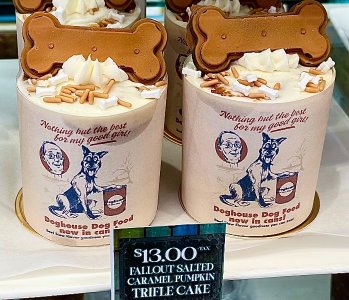 Nothing but the best
for my good girl!
Doghouse Dog Food
now in cans!
Nothing but the best
for my good girl!
Doghouse Dog Food
now in cans!
$13.00 +TAX
FALLOUT SALTED
CARAMEL PUMPKIN
TRIFLE CAKE